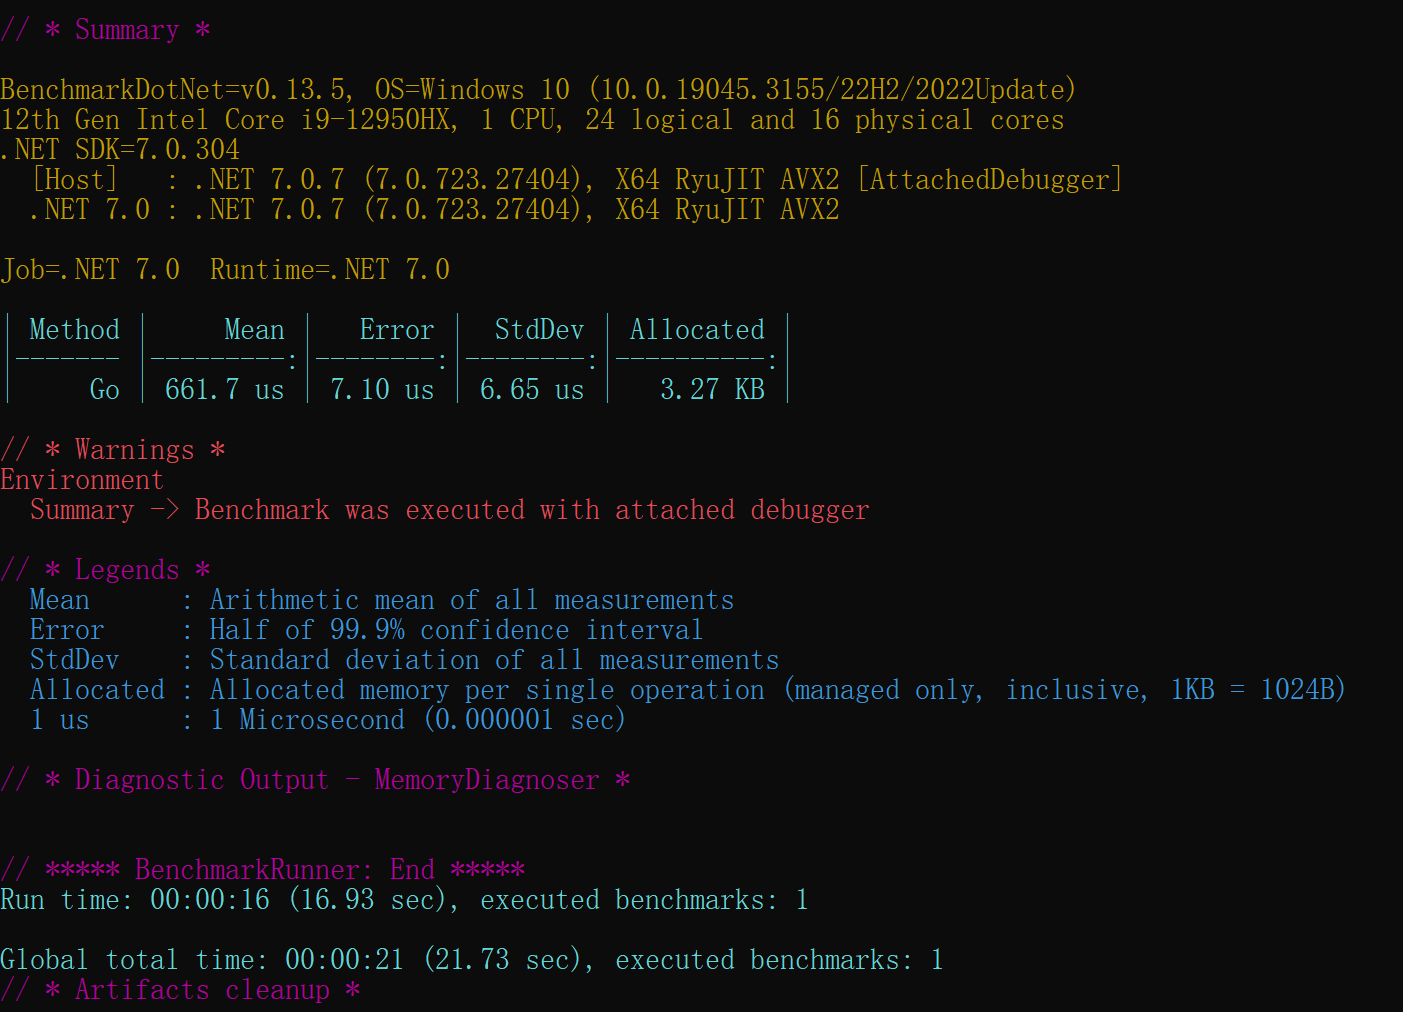 // * Summary *
BenchmarkDotNet=v0.13.5, OS=Windows 10 (10.0.19045.3155/22H2/2022Update)
12th Gen Intel Core i9-12950HX, 1 CPU, 24 logical and 16 physical cores
.NET SDK=7.0.304
  [Host]   : .NET 7.0.7 (7.0.723.27404), X64 RyuJIT AVX2 [AttachedDebugger]
  .NET 7.0 : .NET 7.0.7 (7.0.723.27404), X64 RyuJIT AVX2
Job=.NET 7.0  Runtime=.NET 7.0
| Method |     Mean |   Error |  StdDev | Allocated |
|------- |---------:|--------:|--------:|----------:|
|     Go | 661.7 us | 7.10 us | 6.65 us |   3.27 KB |
// * Warnings *
Environment
  Summary -> Benchmark was executed with attached debugger
// * Legends *
  Mean      : Arithmetic mean of all measurements
  Error     : Half of 99.9% confidence interval
  StdDev    : Standard deviation of all measurements
  Allocated : Allocated memory per single operation (managed only, inclusive, 1KB = 1024B)
  1 us      : 1 Microsecond (0.000001 sec)
// * Diagnostic Output - MemoryDiagnoser *
// ***** BenchmarkRunner: End *****
Run time: 00:00:16 (16.93 sec), executed benchmarks: 1
Global total time: 00:00:21 (21.73 sec), executed benchmarks: 1
// * Artifacts cleanup *